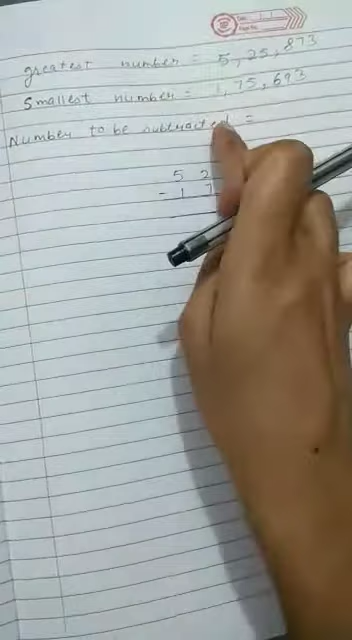 greatest number = 5,25,873
Smallest number = 1,75,693
Number to be subtracted =
5 2
- 1 7